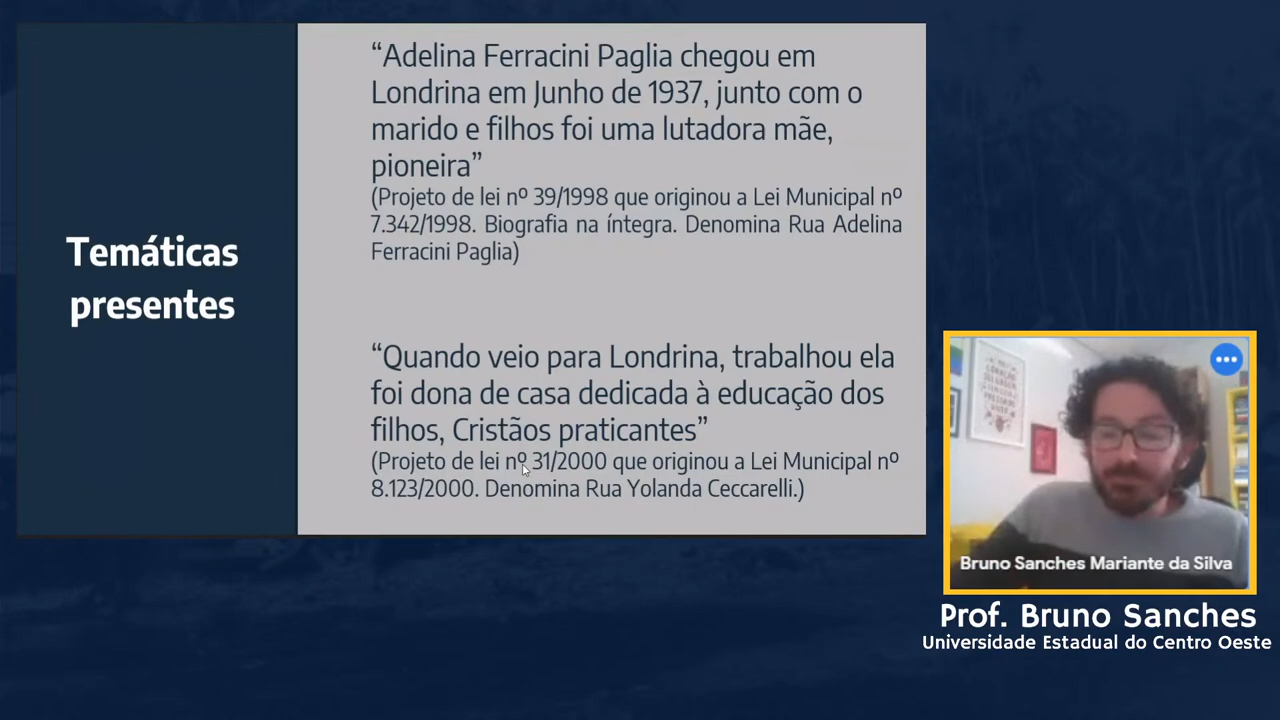 Temáticas
presentes
“Adelina Ferracini Paglia chegou em
Londrina em Junho de 1937, junto com o
marido e filhos foi uma lutadora mãe,
pioneira”
(Projeto de lei nº 39/1998 que originou a Lei Municipal nº
7.342/1998. Biografia na íntegra. Denomina Rua Adelina
Ferracini Paglia)
“Quando veio para Londrina, trabalhou ela
foi dona de casa dedicada à educação dos
filhos, Cristãos praticantes”
(Projeto de lei nº 31/2000 que originou a Lei Municipal nº
8.123/2000. Denomina Rua Yolanda Ceccarelli.)
Bruno Sanches Mariante da Silva
Prof. Bruno Sanches
Universidade Estadual do Centro Oeste